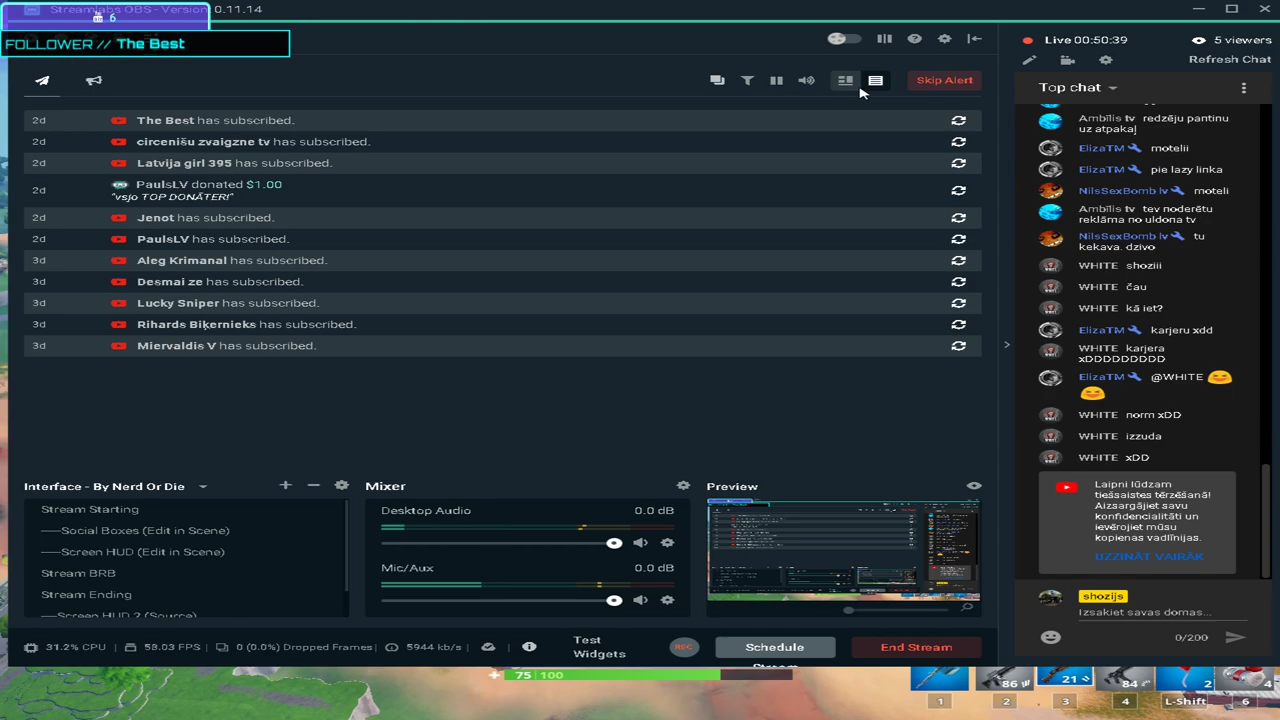 Streamlabs OBS - Version 0.11.14
6
FOLLOWER // The Best
Skip Alert
2d The Best has subscribed.
2d circenišu zvaigzne tv has subscribed.
2d Latvija girl 395 has subscribed.
2d PaulsLV donated $1.00
"vsjo TOP DONĀTER!"
2d Jenot has subscribed.
2d PaulsLV has subscribed.
3d Aleg Krimanal has subscribed.
3d Desmai ze has subscribed.
3d Lucky Sniper has subscribed.
3d Rihards Biķernieks has subscribed.
3d Miervaldis V has subscribed.
Interface - By Nerd Or Die
Stream Starting
Social Boxes (Edit in Scene)
Screen HUD (Edit in Scene)
Stream BRB
Stream Ending
Screen HUD 2 (Source)
Mixer
Desktop Audio 0.0 dB
Mic/Aux 0.0 dB
Preview
31.2% CPU 58.03 FPS 0 (0.0%) Dropped Frames 5944 kb/s
Test
Widgets
REC
Schedule
Stream
End Stream
Live 00:50:39 5 viewers
Refresh Chat
Top chat
Ambīlis tv redzēju pantinu
uz atpakaļ
ElizaTM motelii
ElizaTM pie lazy linka
NilsSexBomb lv moteli
Ambīlis tv tev noderētu
reklāma no uldona tv
NilsSexBomb lv tu
kekava. dzivo
WHITE shoziii
WHITE čau
WHITE kā iet?
ElizaTM karjeru xdd
WHITE karjera
xDDDDDDDDD
ElizaTM @WHITE
WHITE norm xDD
WHITE izzuda
WHITE xDD
Laipni lūdzam
tiešsaistes tērzēšanā!
Aizsargājiet savu
konfidencialitāti un
ievērojiet mūsu
kopienas vadlīnijas.
UZZINĀT VAIRĀK
shozijs
Izsakiet savas domas...
0/200
75 | 100
86 21 84 2 4
1 2 3 4 L-Shift 6